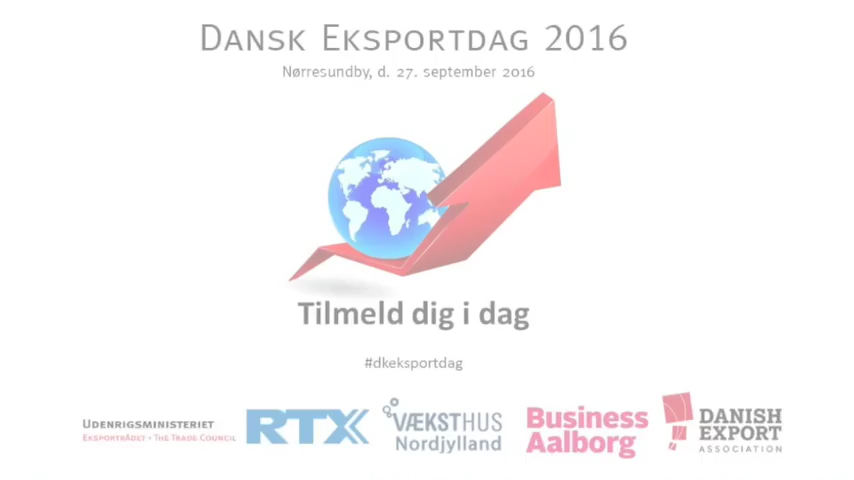 Dansk Eksportdag 2016
Nørresundby, d. 27. september 2016
Tilmeld dig i dag
#dkeksportdag
Udenrigsministeriet
Eksportrådet • The Trade Council
RTX
VÆKSTHUS
Nordjylland
Business
Aalborg
DANISH
EXPORT
ASSOCIATION